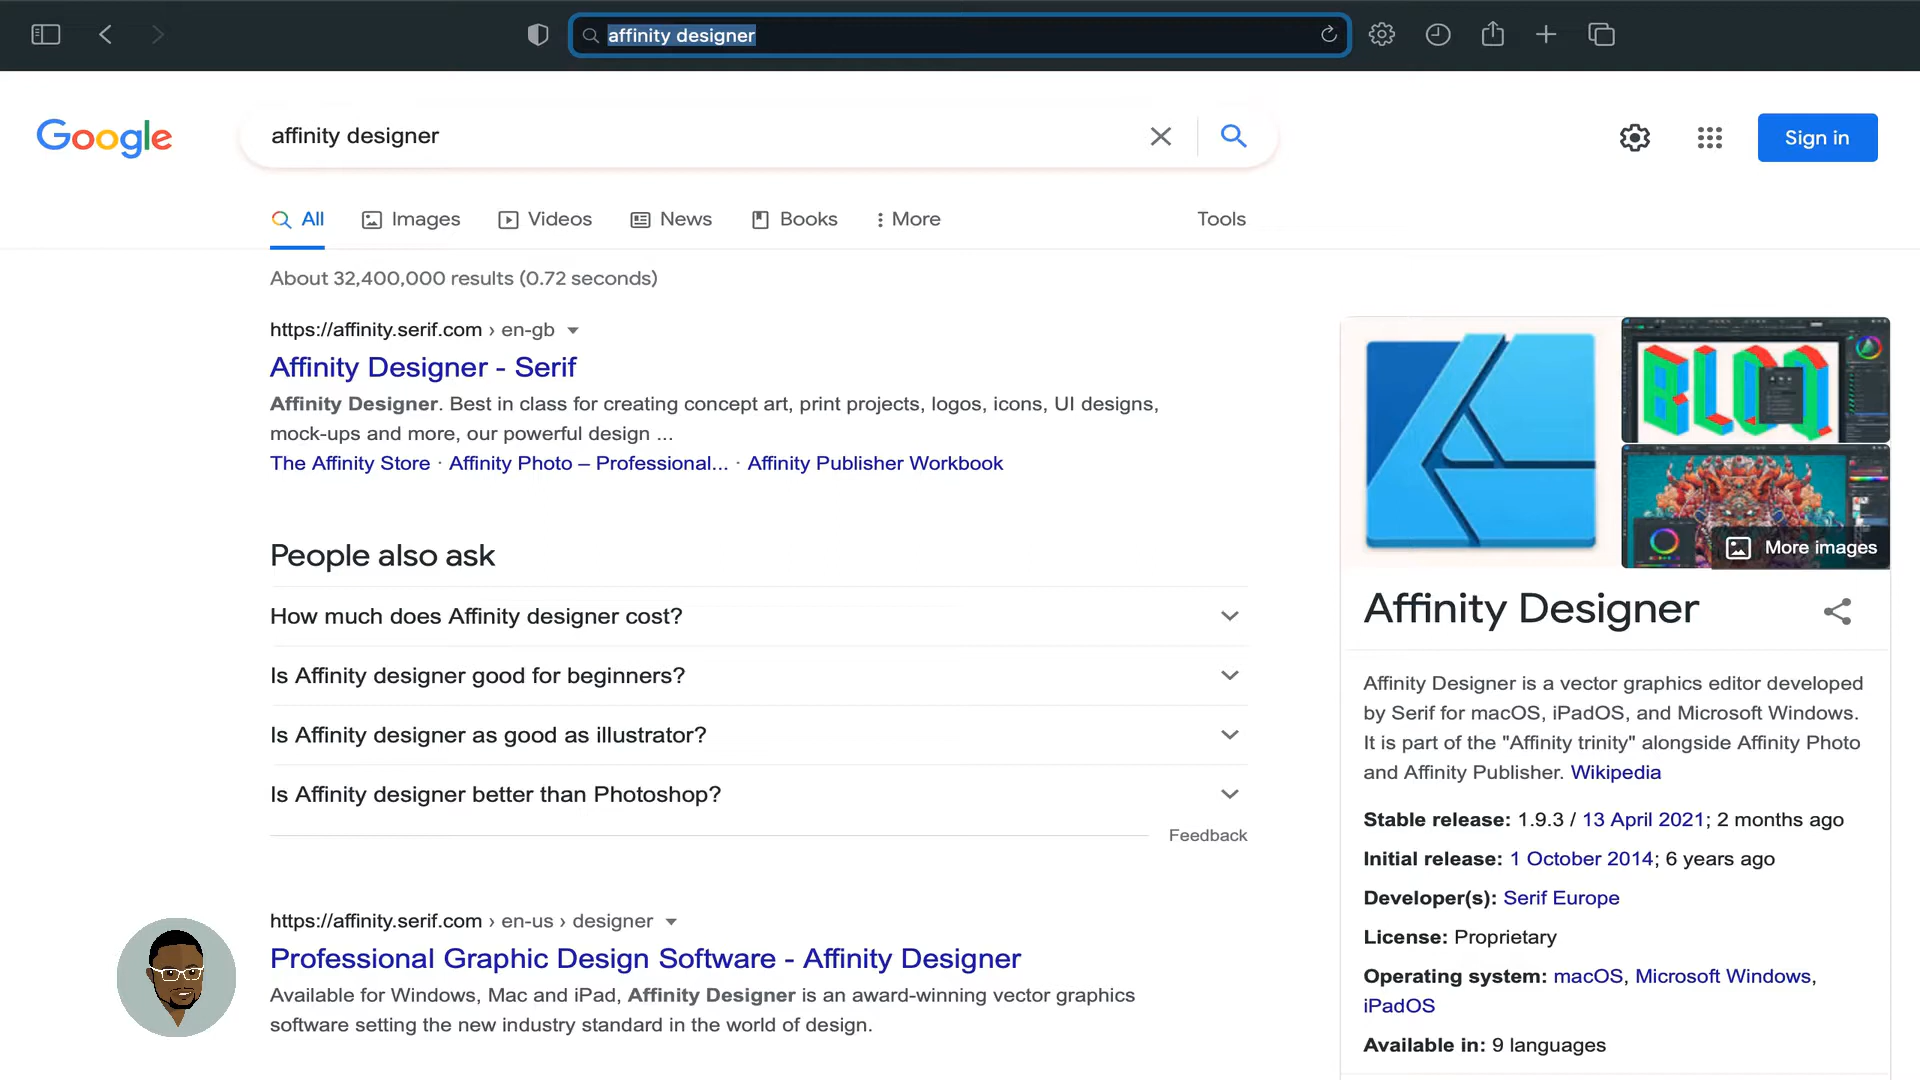 affinity designer
Google
affinity designer
Sign in
All
Images
Videos
News
Books
More
Tools
About 32,400,000 results (0.72 seconds)
https://affinity.serif.com › en-gb
Affinity Designer - Serif
Affinity Designer. Best in class for creating concept art, print projects, logos, icons, UI designs,
mock-ups and more, our powerful design ...
The Affinity Store · Affinity Photo – Professional... · Affinity Publisher Workbook
People also ask
How much does Affinity designer cost?
Is Affinity designer good for beginners?
Is Affinity designer as good as illustrator?
Is Affinity designer better than Photoshop?
Feedback
https://affinity.serif.com › en-us › designer
Professional Graphic Design Software - Affinity Designer
Available for Windows, Mac and iPad, Affinity Designer is an award-winning vector graphics
software setting the new industry standard in the world of design.
BLOQ
More images
Affinity Designer
Affinity Designer is a vector graphics editor developed
by Serif for macOS, iPadOS, and Microsoft Windows.
It is part of the "Affinity trinity" alongside Affinity Photo
and Affinity Publisher. Wikipedia
Stable release: 1.9.3 / 13 April 2021; 2 months ago
Initial release: 1 October 2014; 6 years ago
Developer(s): Serif Europe
License: Proprietary
Operating system: macOS, Microsoft Windows,
iPadOS
Available in: 9 languages